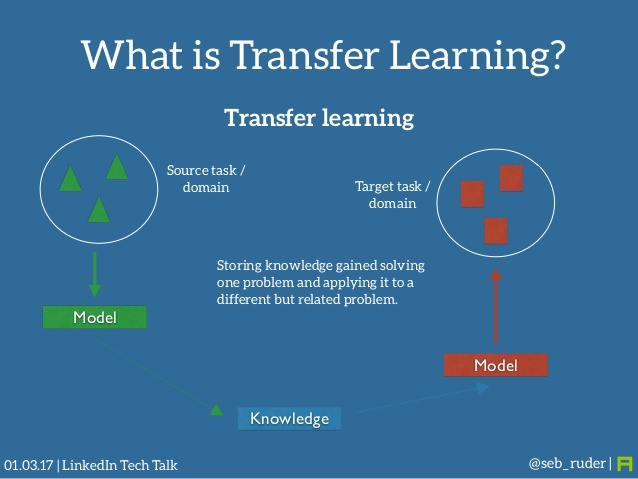 What is Transfer Learning?
Transfer learning
Source task /
domain
Target task /
domain
Storing knowledge gained solving
one problem and applying it to a
different but related problem.
Model
Model
Knowledge
01.03.17 | LinkedIn Tech Talk
@seb_ruder |